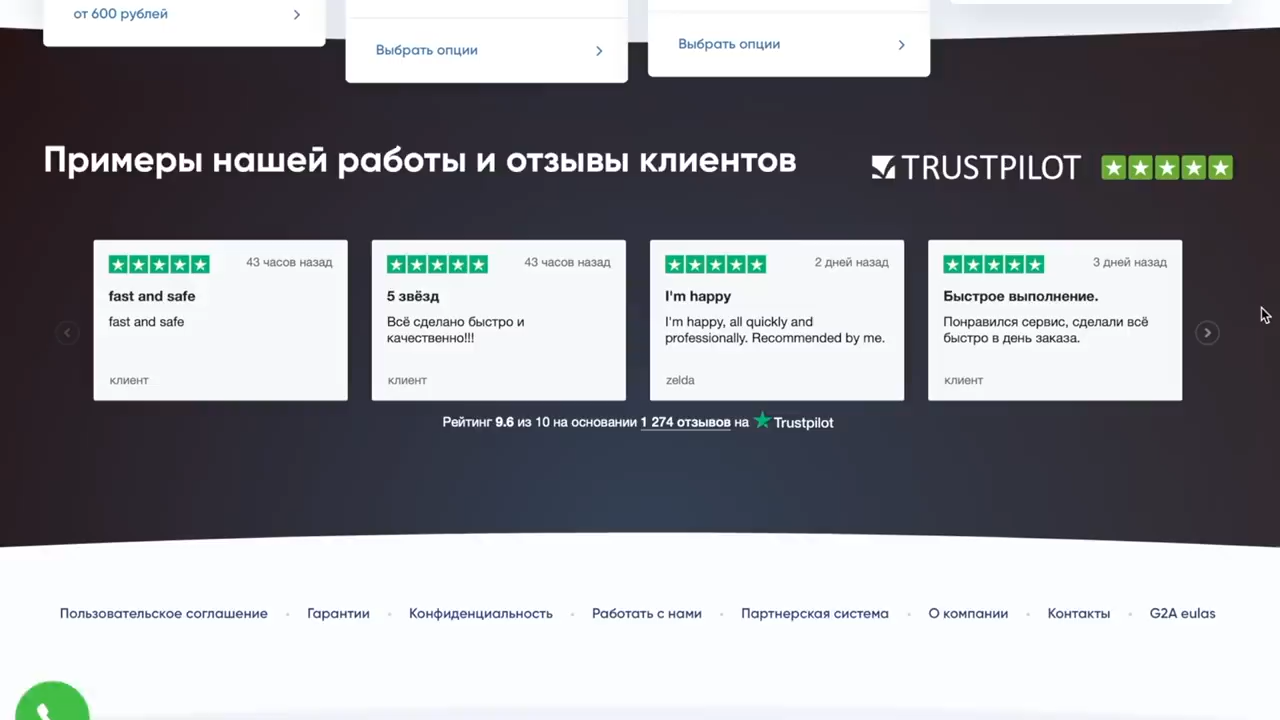 от 600 рублей
Выбрать опции
Выбрать опции
Примеры нашей работы и отзывы клиентов
TRUSTPILOT
43 часов назад
fast and safe
fast and safe
клиент
43 часов назад
5 звёзд
Всё сделано быстро и
качественно!!!
клиент
2 дней назад
I'm happy
I'm happy, all quickly and
professionally. Recommended by me.
zelda
3 дней назад
Быстрое выполнение.
Понравился сервис, сделали всё
быстро в день заказа.
клиент
Рейтинг 9.6 из 10 на основании 1 274 отзывов на Trustpilot
Пользовательское соглашение · Гарантии · Конфиденциальность · Работать с нами · Партнерская система · О компании · Контакты · G2A eulas